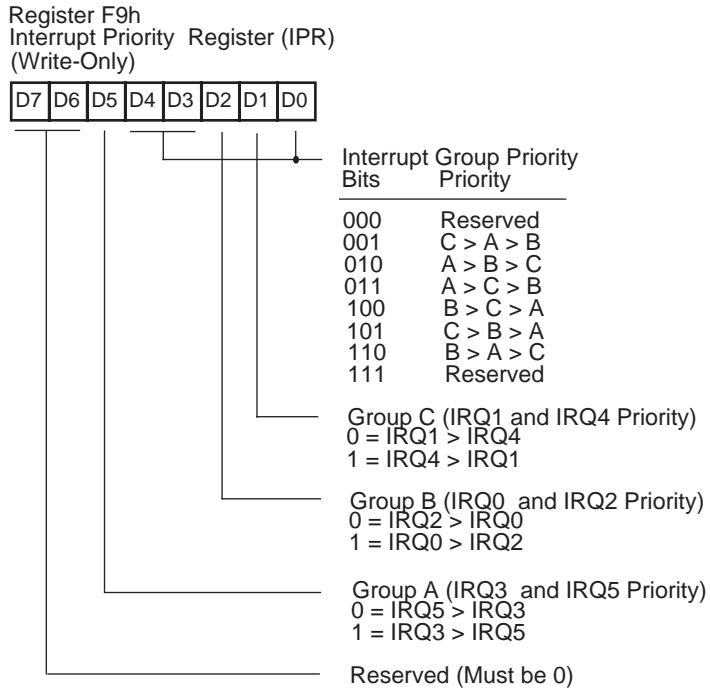 Register F9h
Interrupt Priority Register (IPR)
(Write-Only)
D7 D6 D5 D4 D3 D2 D1 D0
Interrupt Group Priority
Bits Priority
000 Reserved
001 C > A > B
010 A > B > C
011 A > C > B
100 B > C > A
101 C > B > A
110 B > A > C
111 Reserved
Group C (IRQ1 and IRQ4 Priority)
0 = IRQ1 > IRQ4
1 = IRQ4 > IRQ1
Group B (IRQ0 and IRQ2 Priority)
0 = IRQ2 > IRQ0
1 = IRQ0 > IRQ2
Group A (IRQ3 and IRQ5 Priority)
0 = IRQ5 > IRQ3
1 = IRQ3 > IRQ5
Reserved (Must be 0)